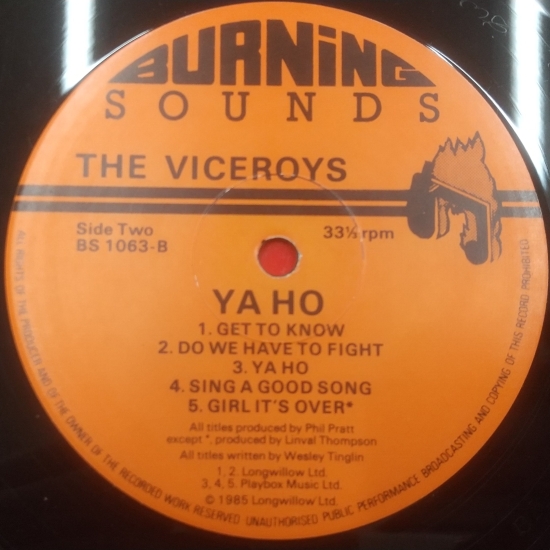 BURNING
SOUNDS
THE VICEROYS
Side Two
BS 1063-B
33⅓ rpm
YA HO
1. GET TO KNOW
2. DO WE HAVE TO FIGHT
3. YA HO
4. SING A GOOD SONG
5. GIRL IT'S OVER*
All titles produced by Phil Pratt
except *, produced by Linval Thompson
All titles written by Wesley Tinglin
1, 2. Longwillow Ltd.
3, 4, 5. Playbox Music Ltd.
© 1985 Longwillow Ltd.
ALL RIGHTS OF THE PRODUCER AND OF THE OWNER OF THE RECORDED WORK RESERVED UNAUTHORISED PUBLIC PERFORMANCE BROADCASTING AND COPYING OF THIS RECORD PROHIBITED